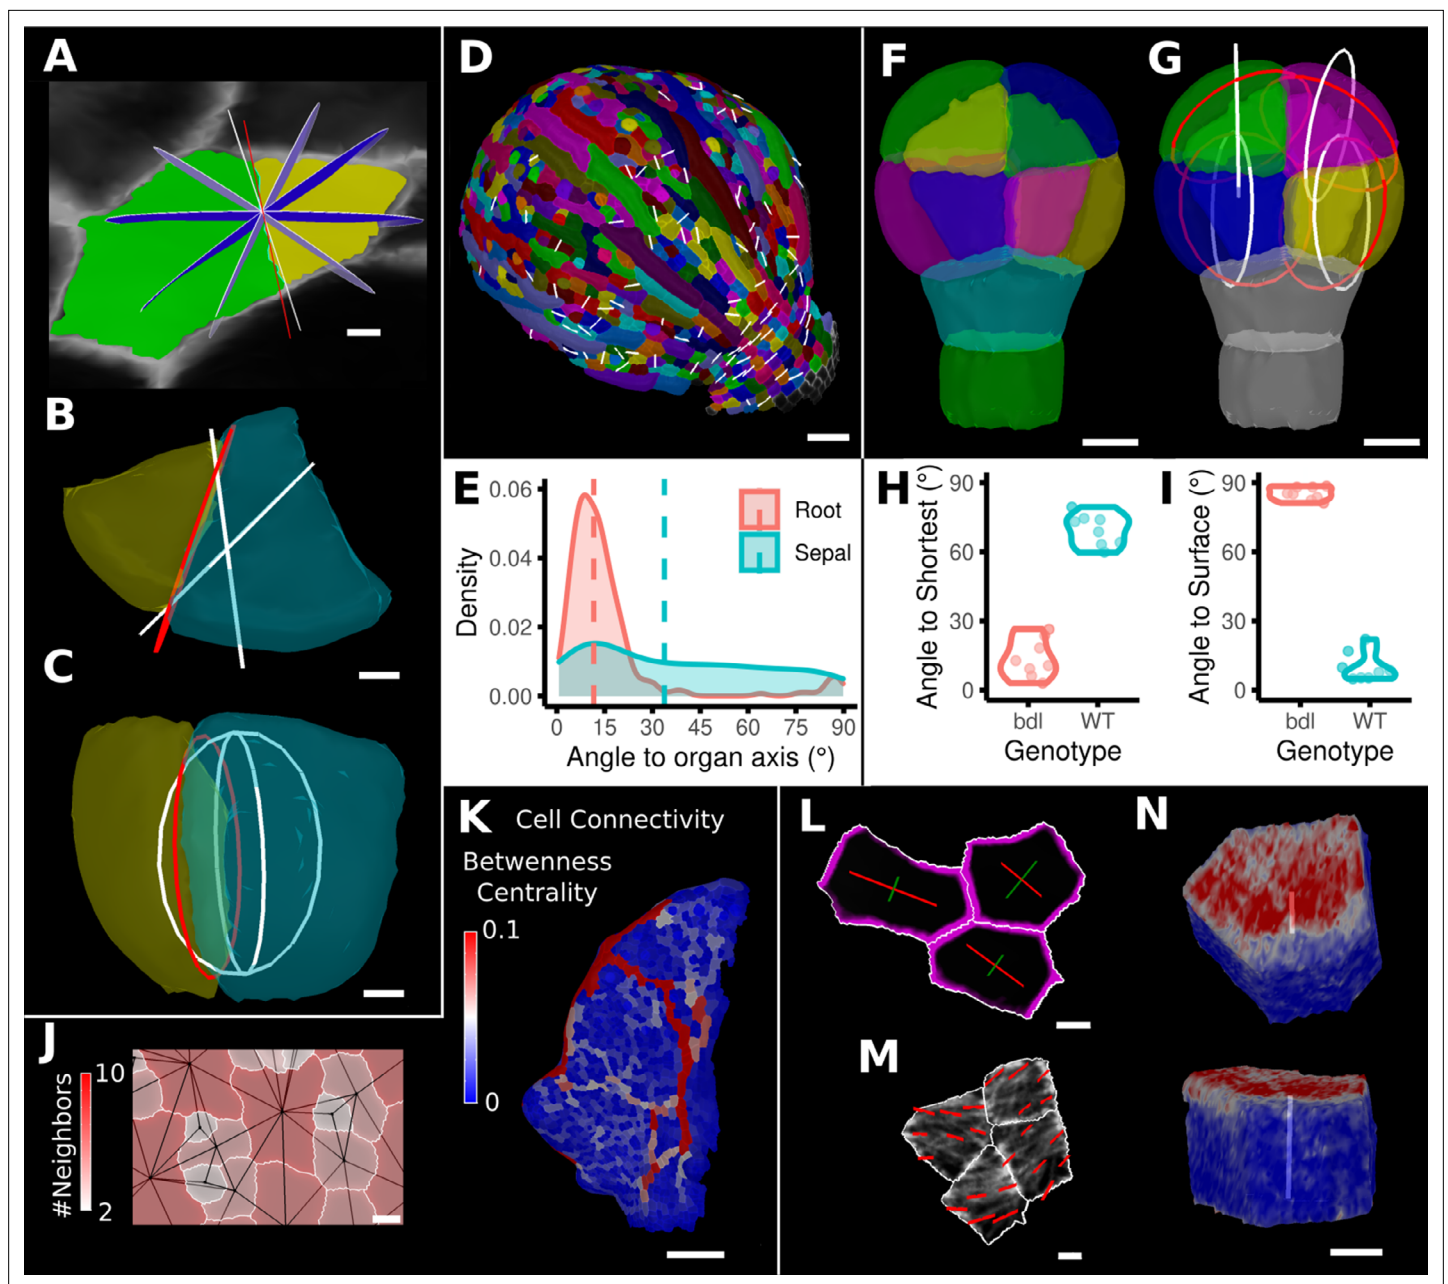 A
B
C
D
E
0.06
0.04
0.02
0.00
Density
Root
Sepal
0 15 30 45 60 75 90
Angle to organ axis (°)
F
G
H
90
60
30
0
Angle to Shortest (°)
bdl WT
Genotype
I
90
60
30
0
Angle to Surface (°)
bdl WT
Genotype
J
#Neighbors
10
2
K
Cell Connectivity
Betwenness
Centrality
0.1
0
L
M
N